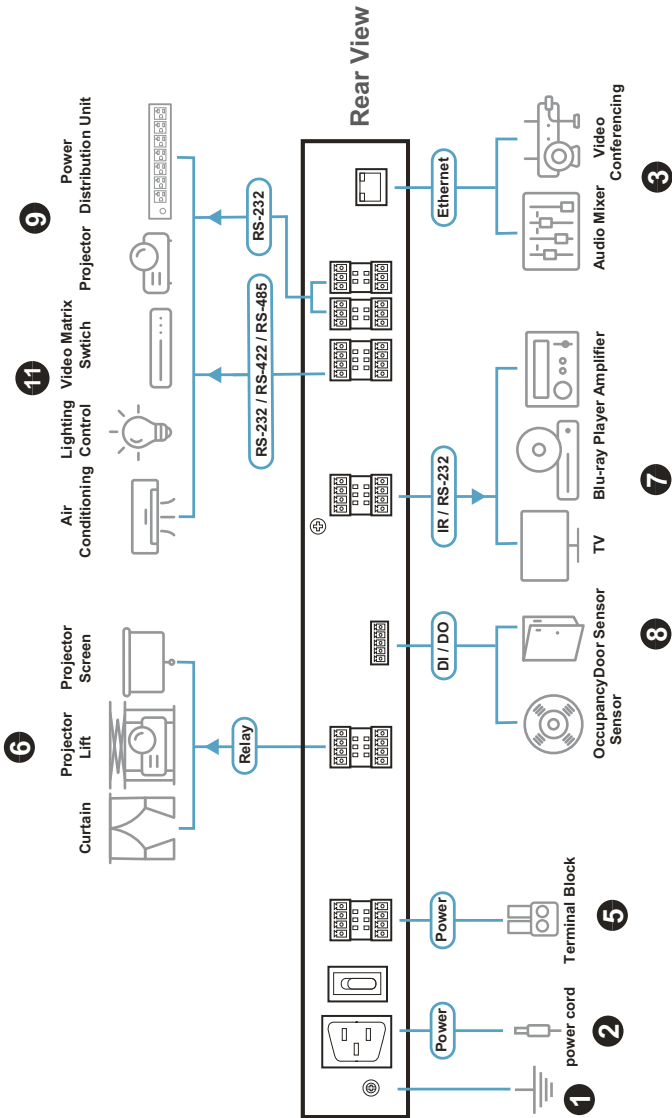 6
11
9
Curtain
Projector
Lift
Projector
Screen
Air
Conditioning
Lighting
Control
Video Matrix
Swtich
Projector
Power
Distribution Unit
Relay
RS-232 / RS-422 / RS-485
RS-232
Rear View
Power
Power
DI / DO
IR / RS-232
Ethernet
power cord
Terminal Block
Occupancy
Sensor
Door Sensor
TV
Blu-ray Player
Amplifier
Audio Mixer
Video
Conferencing
1
2
5
8
7
3